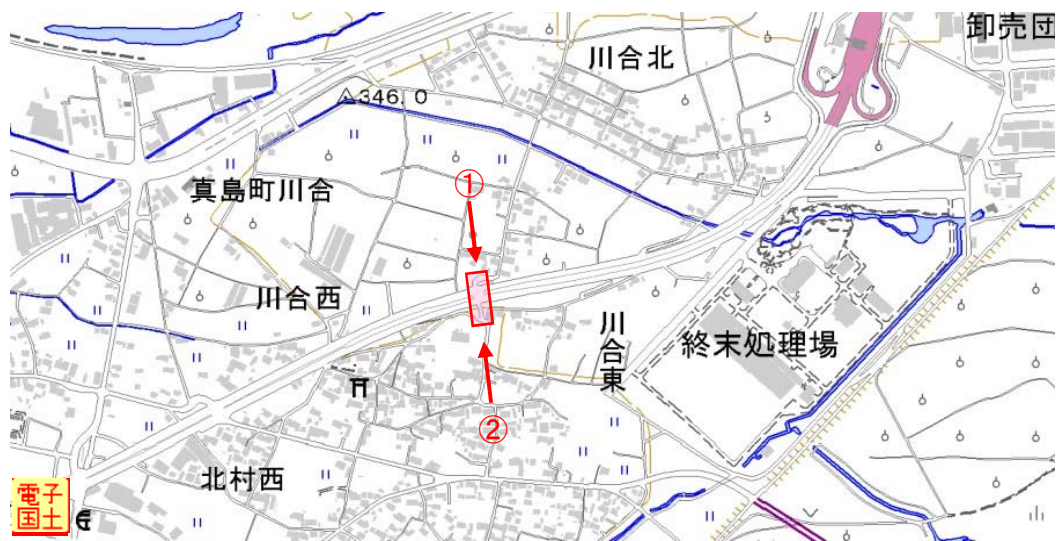 卸売団
川合北
346.0
①
真島町川合
川合西
川合東
終末処理場
②
北村西
電子
国土